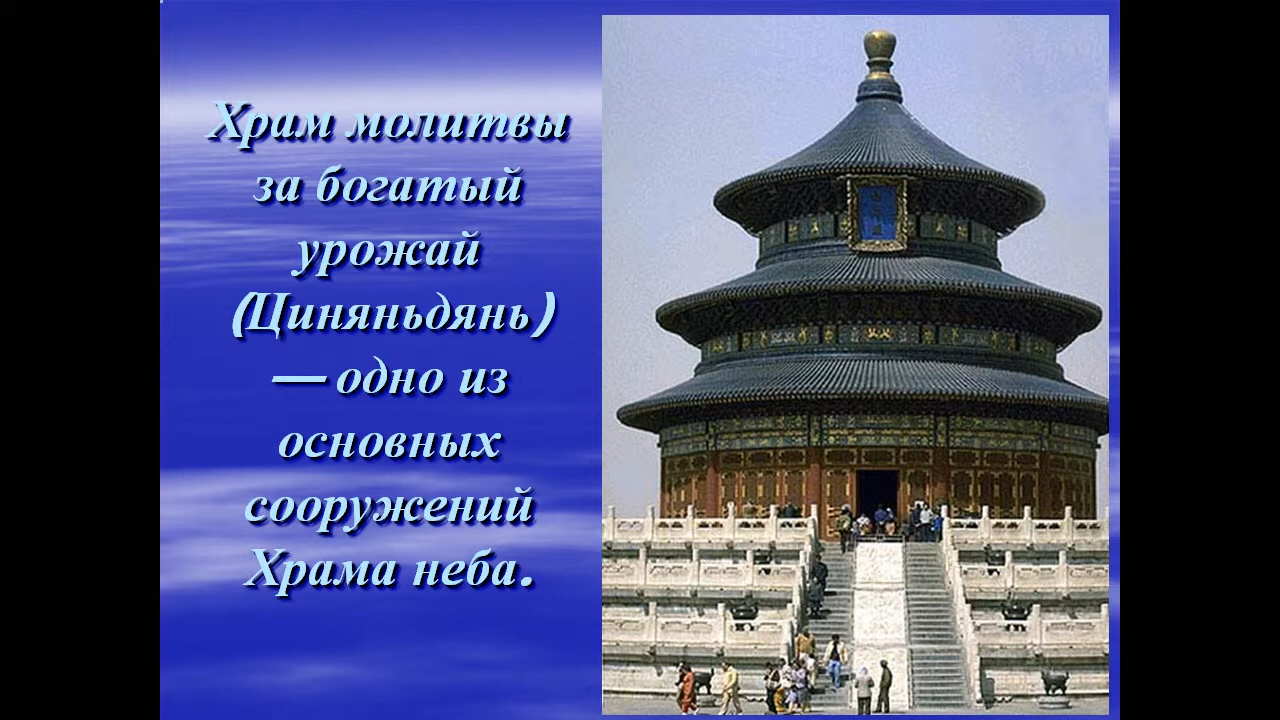 Храм молитвы
за богатый
урожай
(Циняньдянь)
— одно из
основных
сооружений
Храма неба.